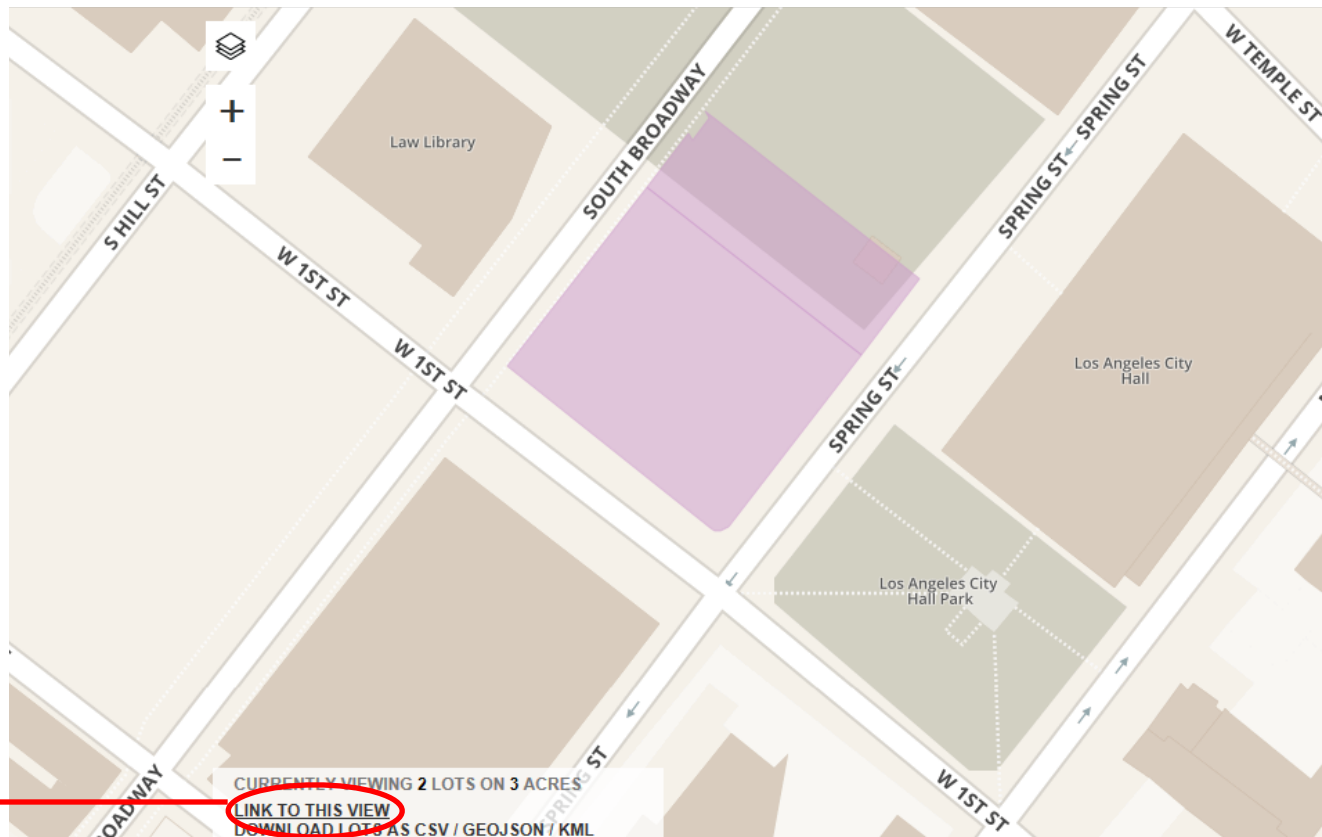 W TEMPLE ST
SPRING ST
SOUTH BROADWAY
Law Library
SPRING ST
S HILL ST
W 1ST ST
W 1ST ST
Los Angeles City
Hall
SPRING ST
Los Angeles City
Hall Park
SPRING ST
OADWAY
W 1ST ST
CURRENTLY VIEWING 2 LOTS ON 3 ACRES
LINK TO THIS VIEW
DOWNLOAD LOTS AS CSV / GEOJSON / KML